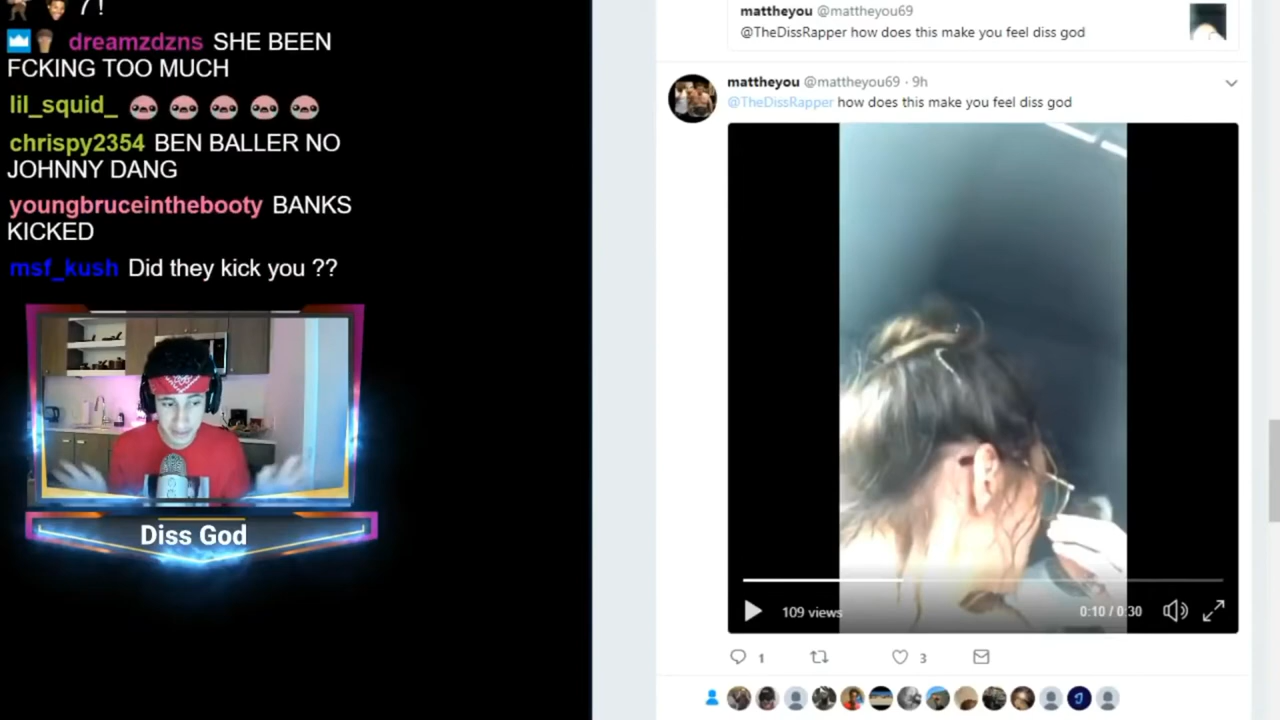 7!
dreamzdzns SHE BEEN
FCKING TOO MUCH
lil_squid_
chrispy2354 BEN BALLER NO
JOHNNY DANG
youngbruceinthebooty BANKS
KICKED
msf_kush Did they kick you ??
Diss God
mattheyou @mattheyou69
@TheDissRapper how does this make you feel diss god
mattheyou @mattheyou69 · 9h
@TheDissRapper how does this make you feel diss god
109 views
0:10 / 0:30
1
3